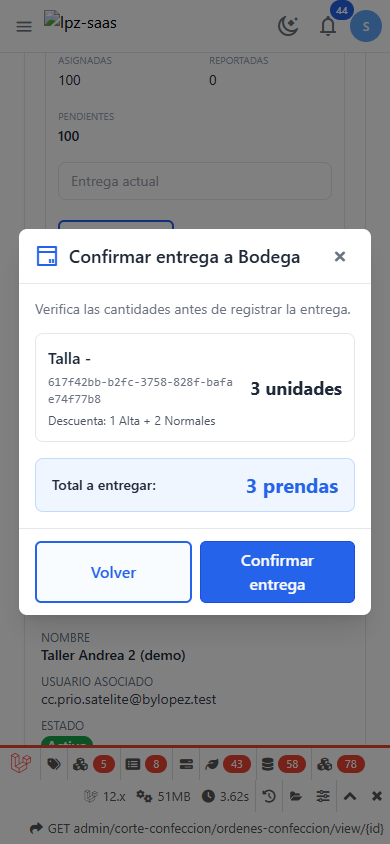 lpz-saas
44
S
ASIGNADAS
REPORTADAS
100
0
PENDIENTES
100
Entrega actual
Confirmar entrega a Bodega
Verifica las cantidades antes de registrar la entrega.
Talla -
617f42bb-b2fc-3758-828f-bafa
e74f77b8
3 unidades
Descuenta: 1 Alta + 2 Normales
Total a entregar:
3 prendas
Volver
Confirmar
entrega
NOMBRE
Taller Andrea 2 (demo)
USUARIO ASOCIADO
cc.prio.satelite@bylopez.test
ESTADO
Activo
5
8
43
58
78
12.x
51MB
3.62s
GET admin/corte-confeccion/ordenes-confeccion/view/{id}